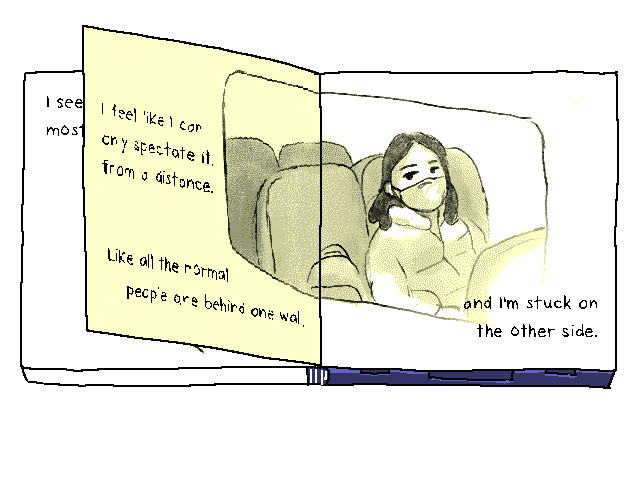 I see
most
I feel like I can
only spectate it,
from a distance.
Like all the normal
people are behind one wall,
and I'm stuck on
the other side.